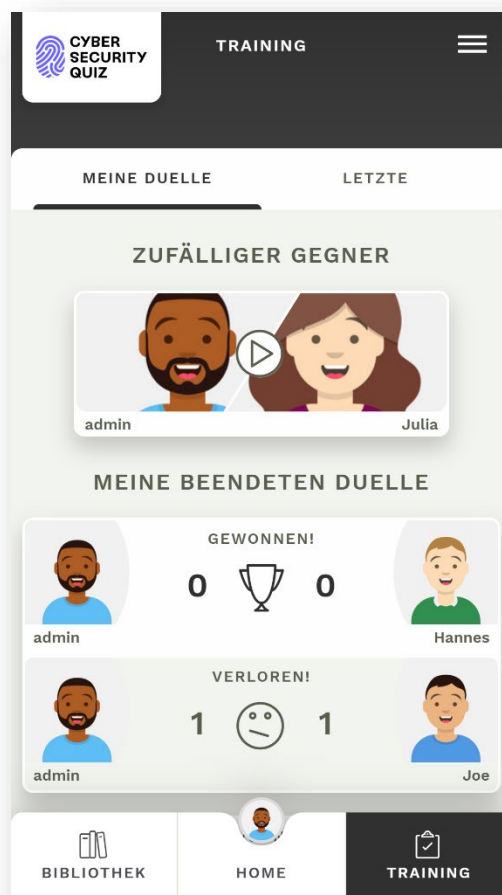 CYBER
SECURITY
QUIZ
TRAINING
MEINE DUELLE
LETZTE
ZUFÄLLIGER GEGNER
admin
Julia
MEINE BEENDETEN DUELLE
GEWONNEN!
0
0
admin
Hannes
VERLOREN!
1
1
admin
Joe
BIBLIOTHEK
HOME
TRAINING